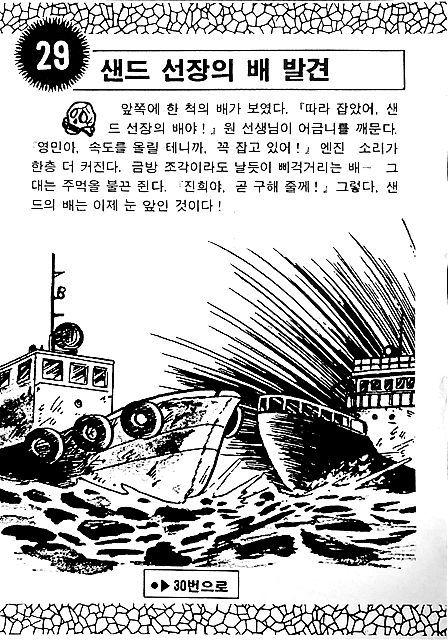 29
샌드 선장의 배 발견
앞쪽에 한 척의 배가 보였다. 『따라 잡았어, 샌
드 선장의 배야!』 원 선생님이 어금니를 깨문다.
『영민아, 속도를 올릴 테니까, 꼭 잡고 있어!』 엔진 소리가
한층 더 커진다. 금방 조각이라도 날듯이 삐걱거리는 배─ 그
대는 주먹을 불끈 쥔다. 『진희야, 곧 구해 줄께!』 그렇다. 샌
드의 배는 이제 눈 앞인 것이다!
B
●▶30번으로